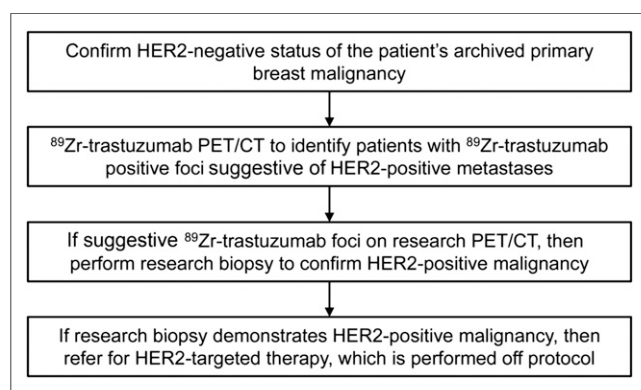 Confirm HER2-negative status of the patient's archived primary
breast malignancy
⁸⁹Zr-trastuzumab PET/CT to identify patients with ⁸⁹Zr-trastuzumab
positive foci suggestive of HER2-positive metastases
If suggestive ⁸⁹Zr-trastuzumab foci on research PET/CT, then
perform research biopsy to confirm HER2-positive malignancy
If research biopsy demonstrates HER2-positive malignancy, then
refer for HER2-targeted therapy, which is performed off protocol